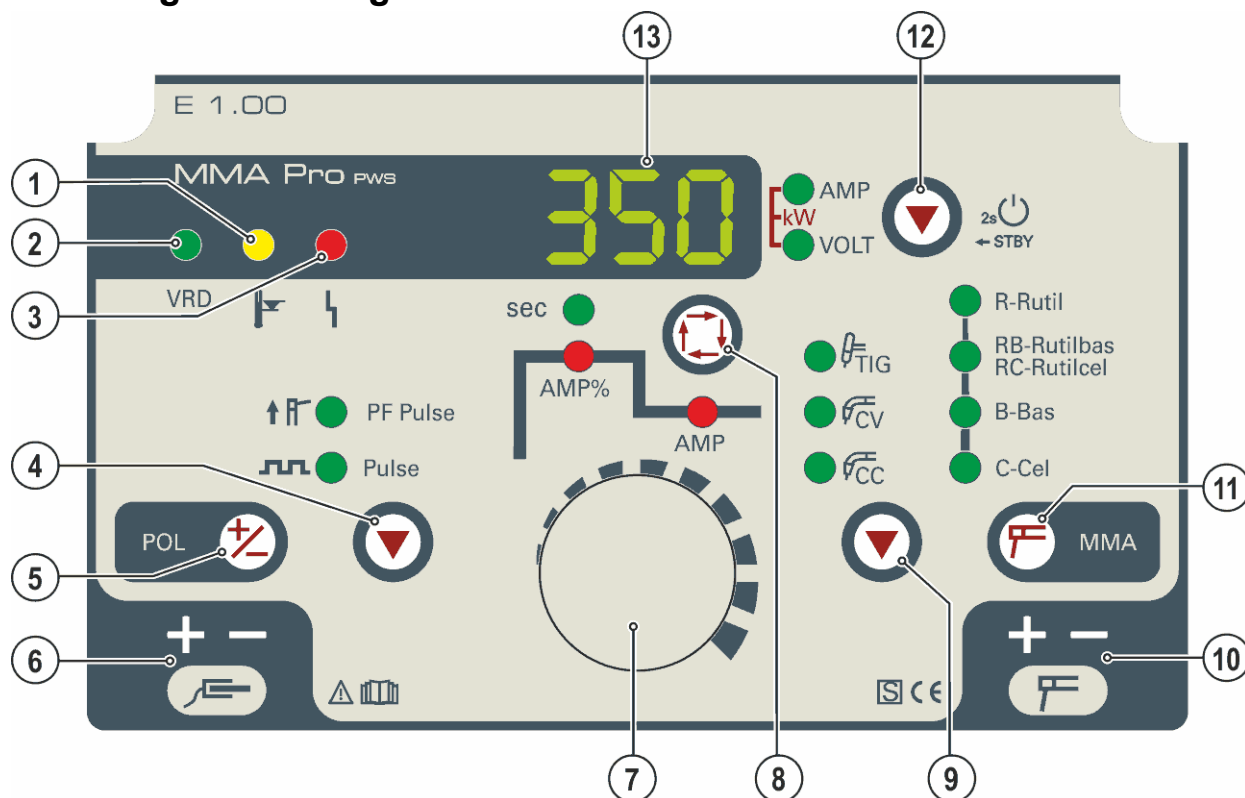 13
12
E 1.00
MMA Pro PWS
1
350
AMP
kW
VOLT
2s
← STBY
2
3
VRD
sec
R-Rutil
RB-Rutilbas
RC-Rutilcel
TIG
AMP%
PF Pulse
CV
B-Bas
AMP
4
Pulse
CC
C-Cel
11
POL
+/−
MMA
5
+ −
+ −
6
10
S CE
7
8
9